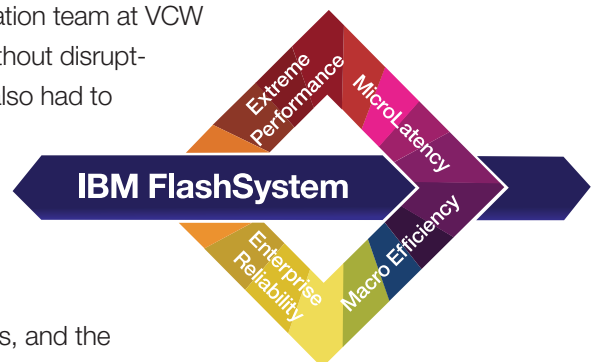 ation team at VCW
thout disrupt-
also had to
Extreme
Performance
MicroLatency
IBM FlashSystem
Enterprise
Reliability
Macro Efficiency
s, and the